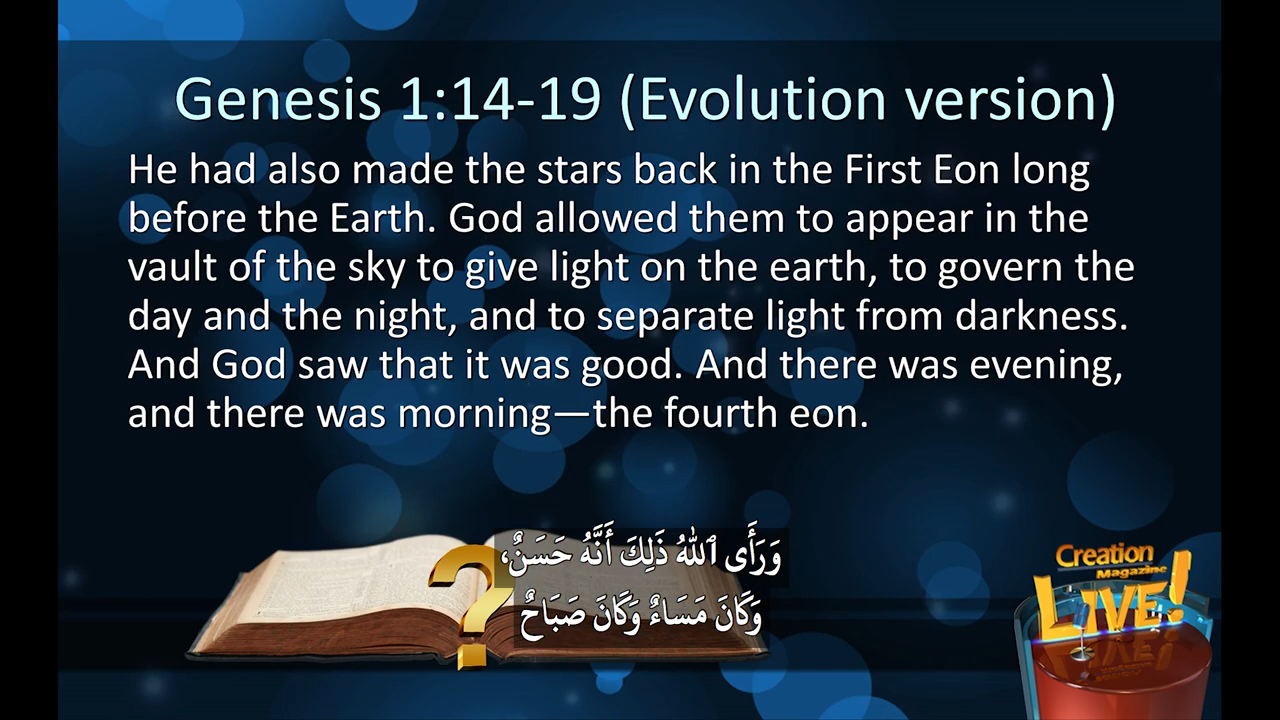 Genesis 1:14-19 (Evolution version)
He had also made the stars back in the First Eon long
before the Earth. God allowed them to appear in the
vault of the sky to give light on the earth, to govern the
day and the night, and to separate light from darkness.
And God saw that it was good. And there was evening,
and there was morning—the fourth eon.
?
وَرَأَى ٱللهُ ذَلِكَ أَنَّهُ حَسَنٌ،
وَكَانَ مَسَاءٌ وَكَانَ صَبَاحٌ
Creation
Magazine
LIVE!